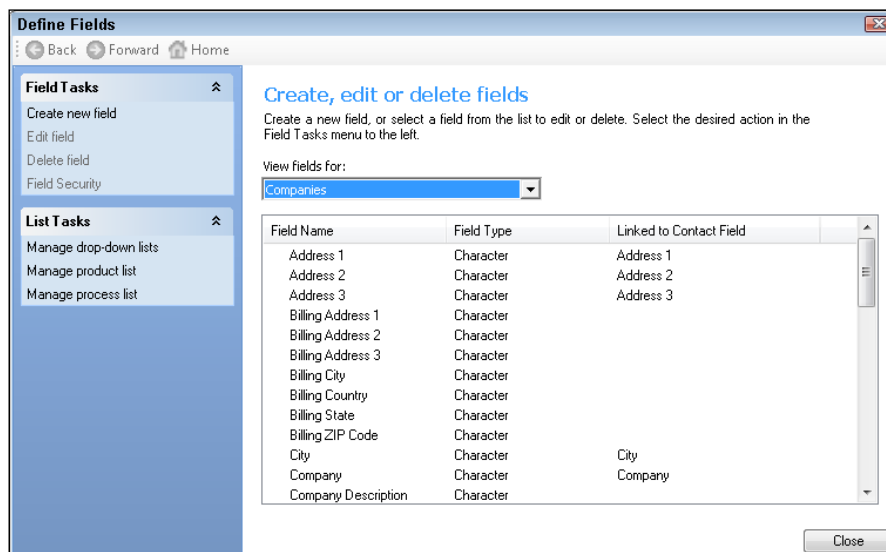 Define Fields
Back Forward Home
Field Tasks
Create new field
Edit field
Delete field
Field Security
List Tasks
Manage drop-down lists
Manage product list
Manage process list
Create, edit or delete fields
Create a new field, or select a field from the list to edit or delete. Select the desired action in the
Field Tasks menu to the left.
View fields for:
Companies
Field Name Field Type Linked to Contact Field
Address 1 Character Address 1
Address 2 Character Address 2
Address 3 Character Address 3
Billing Address 1 Character
Billing Address 2 Character
Billing Address 3 Character
Billing City Character
Billing Country Character
Billing State Character
Billing ZIP Code Character
City Character City
Company Character Company
Company Description Character
Close